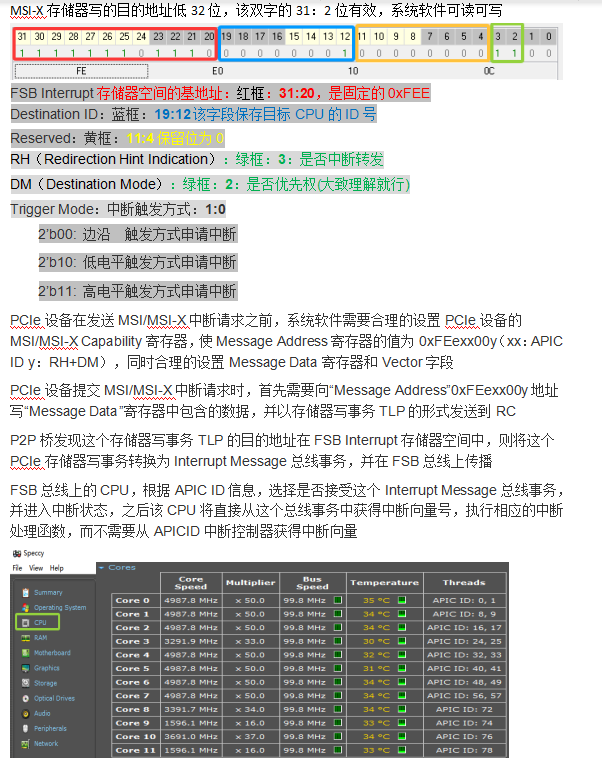 MSI-X 存储器写的目的地址低 32 位，该双字的 31：2 位有效，系统软件可读可写
31 30 29 28 27 26 25 24 23 22 21 20 19 18 17 16 15 14 13 12 11 10 9 8 7 6 5 4 3 2 1 0
1 1 1 1 1 1 1 0 1 1 1 0 0 0 0 0 0 0 0 1 0 0 0 0 0 0 0 0 1 1 0 0
FE E0 10 0C
FSB Interrupt 存储器空间的基地址：红框：31:20，是固定的 0xFEE
Destination ID：蓝框：19:12 该字段保存目标 CPU 的 ID 号
Reserved：黄框：11:4 保留位为 0
RH（Redirection Hint Indication）：绿框：3：是否中断转发
DM（Destination Mode）：绿框：2：是否优先权(大致理解就行)
Trigger Mode：中断触发方式：1:0
2'b00: 边沿 触发方式申请中断
2'b10: 低电平触发方式申请中断
2'b11: 高电平触发方式申请中断
PCIe 设备在发送 MSI/MSI-X 中断请求之前，系统软件需要合理的设置 PCIe 设备的
MSI/MSI-X Capability 寄存器，使 Message Address 寄存器的值为 0xFEexx00y（xx：APIC
ID y：RH+DM），同时合理的设置 Message Data 寄存器和 Vector 字段
PCIe 设备提交 MSI/MSI-X 中断请求时，首先需要向“Message Address”0xFEexx00y 地址
写“Message Data”寄存器中包含的数据，并以存储器写事务 TLP 的形式发送到 RC
P2P 桥发现这个存储器写事务 TLP 的目的地址在 FSB Interrupt 存储器空间中，则将这个
PCIe 存储器写事务转换为 Interrupt Message 总线事务，并在 FSB 总线上传播
FSB 总线上的 CPU，根据 APIC ID 信息，选择是否接受这个 Interrupt Message 总线事务，
并进入中断状态，之后该 CPU 将直接从这个总线事务中获得中断向量号，执行相应的中断
处理函数，而不需要从 APICID 中断控制器获得中断向量
Speccy
File View Help
Summary
Operating System
CPU
RAM
Motherboard
Graphics
Storage
Optical Drives
Audio
Peripherals
Network
Cores
Core Speed Multiplier Bus Speed Temperature Threads
Core 0 4987.8 MHz x 50.0 99.8 MHz 35 °C APIC ID: 0, 1
Core 1 4987.8 MHz x 50.0 99.8 MHz 34 °C APIC ID: 8, 9
Core 2 4987.8 MHz x 50.0 99.8 MHz 34 °C APIC ID: 16, 17
Core 3 3291.9 MHz x 33.0 99.8 MHz 30 °C APIC ID: 24, 25
Core 4 4987.8 MHz x 50.0 99.8 MHz 32 °C APIC ID: 32, 33
Core 5 4987.8 MHz x 50.0 99.8 MHz 31 °C APIC ID: 40, 41
Core 6 4987.8 MHz x 50.0 99.8 MHz 34 °C APIC ID: 48, 49
Core 7 4987.8 MHz x 50.0 99.8 MHz 34 °C APIC ID: 56, 57
Core 8 3391.7 MHz x 34.0 99.8 MHz 34 °C APIC ID: 72
Core 9 1596.1 MHz x 16.0 99.8 MHz 33 °C APIC ID: 74
Core 10 3691.0 MHz x 37.0 99.8 MHz 34 °C APIC ID: 76
Core 11 1596.1 MHz x 16.0 99.8 MHz 33 °C APIC ID: 78